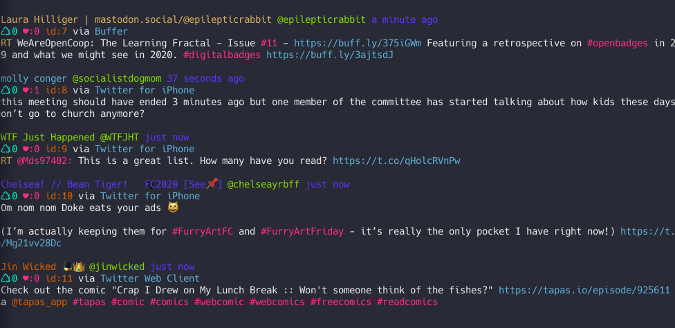 Laura Hilliger | mastodon.social/@epilepticrabbit @epilepticrabbit a minute ago
♺0 ♥:0 id:7 via Buffer
RT WeAreOpenCoop: The Learning Fractal - Issue #11 - https://buff.ly/375iGWm Featuring a retrospective on #openbadges in 2
19 and what we might see in 2020. #digitalbadges https://buff.ly/3ajtsdJ
molly conger @socialistdogmom 37 seconds ago
♺0 ♥:1 id:8 via Twitter for iPhone
this meeting should have ended 3 minutes ago but one member of the committee has started talking about how kids these days
on't go to church anymore?
WTF Just Happened @WTFJHT just now
♺0 ♥:0 id:9 via Twitter for iPhone
RT @Mds97402: This is a great list. How many have you read? https://t.co/qHolcRVnPw
Chelsea! // Bean Tiger! FC2020 [See📌] @chelseayrbff just now
♺0 ♥:0 id:10 via Twitter for iPhone
Om nom nom Doke eats your ads 😸
(I'm actually keeping them for #FurryArtFC and #FurryArtFriday - it's really the only pocket I have right now!) https://t.
/Mg21vv28Dc
Jin Wicked @jinwicked just now
♺0 ♥:0 id:11 via Twitter Web Client
Check out the comic "Crap I Drew on My Lunch Break :: Won't someone think of the fishes?" https://tapas.io/episode/925611
a @tapas_app #tapas #comic #comics #webcomic #webcomics #freecomics #readcomics